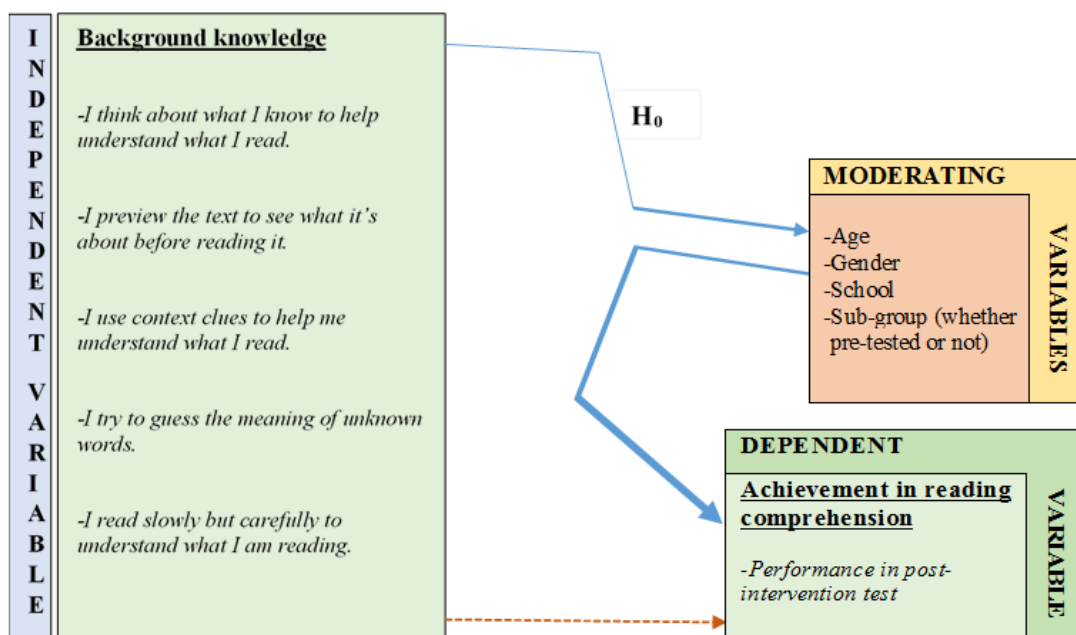 INDEPENDENT VARIABLE
Background knowledge
-I think about what I know to help
understand what I read.
-I preview the text to see what it’s
about before reading it.
-I use context clues to help me
understand what I read.
-I try to guess the meaning of unknown
words.
-I read slowly but carefully to
understand what I am reading.
H₀
MODERATING
VARIABLES
-Age
-Gender
-School
-Sub-group (whether
pre-tested or not)
DEPENDENT
VARIABLE
Achievement in reading
comprehension
-Performance in post-
intervention test